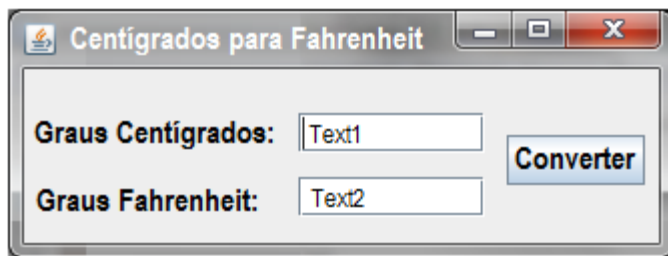 Centígrados para Fahrenheit
Graus Centígrados: Text1
Converter
Graus Fahrenheit: Text2